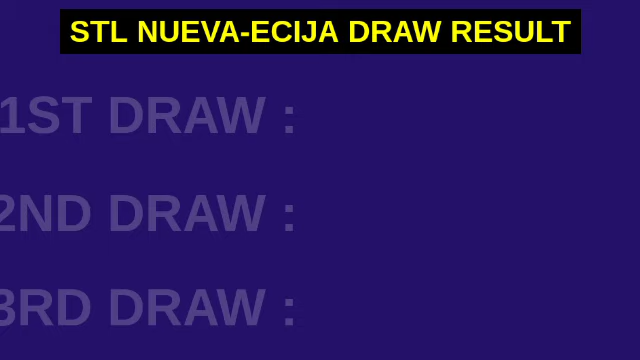 STL NUEVA-ECIJA DRAW RESULT
1ST DRAW :
2ND DRAW :
3RD DRAW :